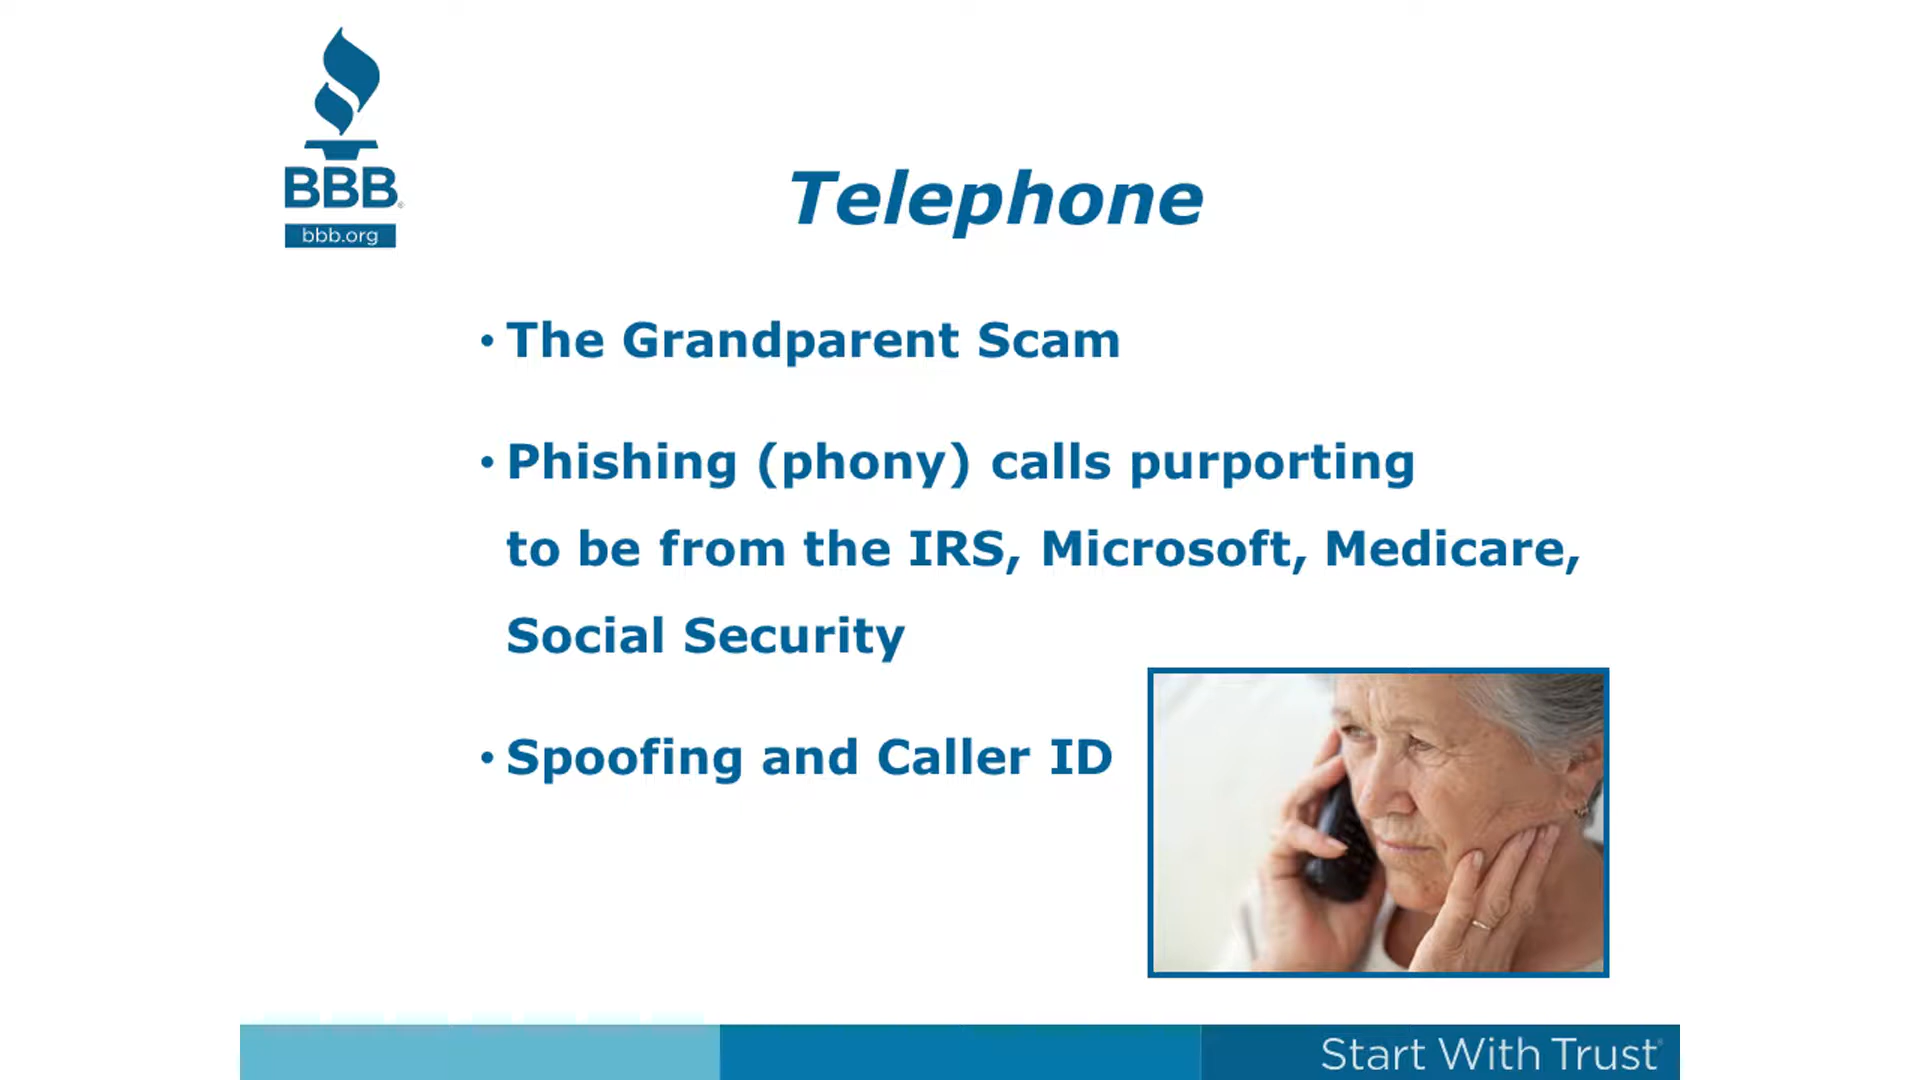 BBB
bbb.org
Telephone
• The Grandparent Scam
• Phishing (phony) calls purporting
to be from the IRS, Microsoft, Medicare,
Social Security
• Spoofing and Caller ID
Start With Trust